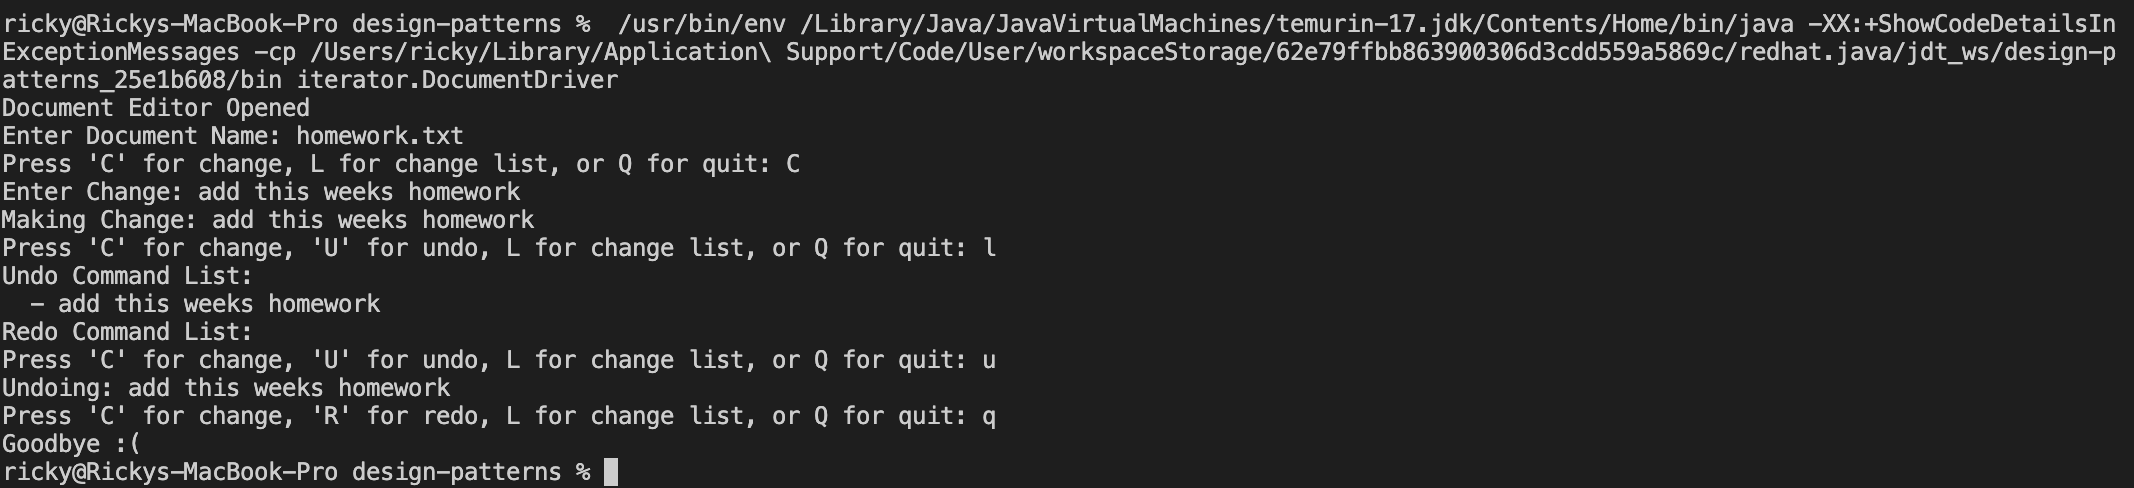 ricky@Rickys-MacBook-Pro design-patterns %  /usr/bin/env /Library/Java/JavaVirtualMachines/temurin-17.jdk/Contents/Home/bin/java -XX:+ShowCodeDetailsIn
ExceptionMessages -cp /Users/ricky/Library/Application\ Support/Code/User/workspaceStorage/62e79ffbb863900306d3cdd559a5869c/redhat.java/jdt_ws/design-p
atterns_25e1b608/bin iterator.DocumentDriver
Document Editor Opened
Enter Document Name: homework.txt
Press 'C' for change, L for change list, or Q for quit: C
Enter Change: add this weeks homework
Making Change: add this weeks homework
Press 'C' for change, 'U' for undo, L for change list, or Q for quit: l
Undo Command List:
  - add this weeks homework
Redo Command List:
Press 'C' for change, 'U' for undo, L for change list, or Q for quit: u
Undoing: add this weeks homework
Press 'C' for change, 'R' for redo, L for change list, or Q for quit: q
Goodbye :(
ricky@Rickys-MacBook-Pro design-patterns %